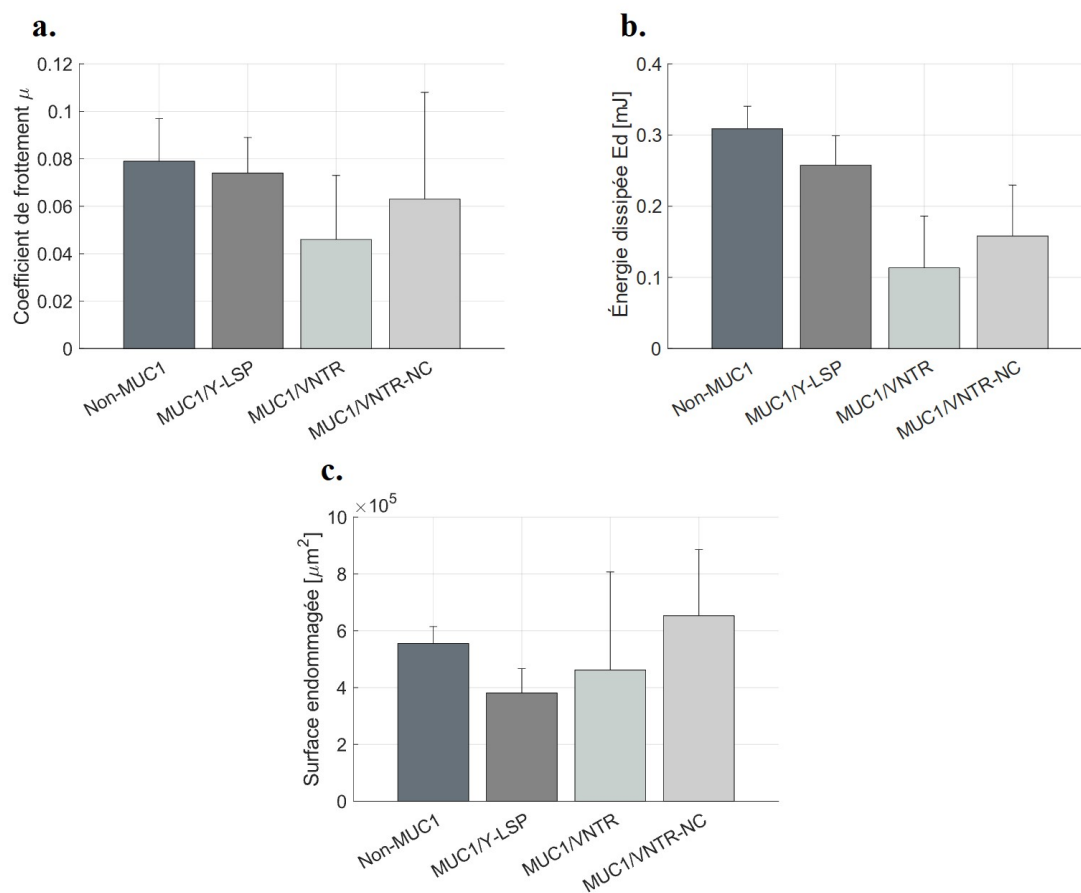 a.
0.12
0.1
0.08
0.06
0.04
0.02
0
Coefficient de frottement μ
Non-MUC1
MUC1/Y-LSP
MUC1/VNTR
MUC1/VNTR-NC
b.
0.4
0.3
0.2
0.1
0
Énergie dissipée Ed [mJ]
Non-MUC1
MUC1/Y-LSP
MUC1/VNTR
MUC1/VNTR-NC
c.
×10⁵
10
8
6
4
2
0
Surface endommagée [μm²]
Non-MUC1
MUC1/Y-LSP
MUC1/VNTR
MUC1/VNTR-NC